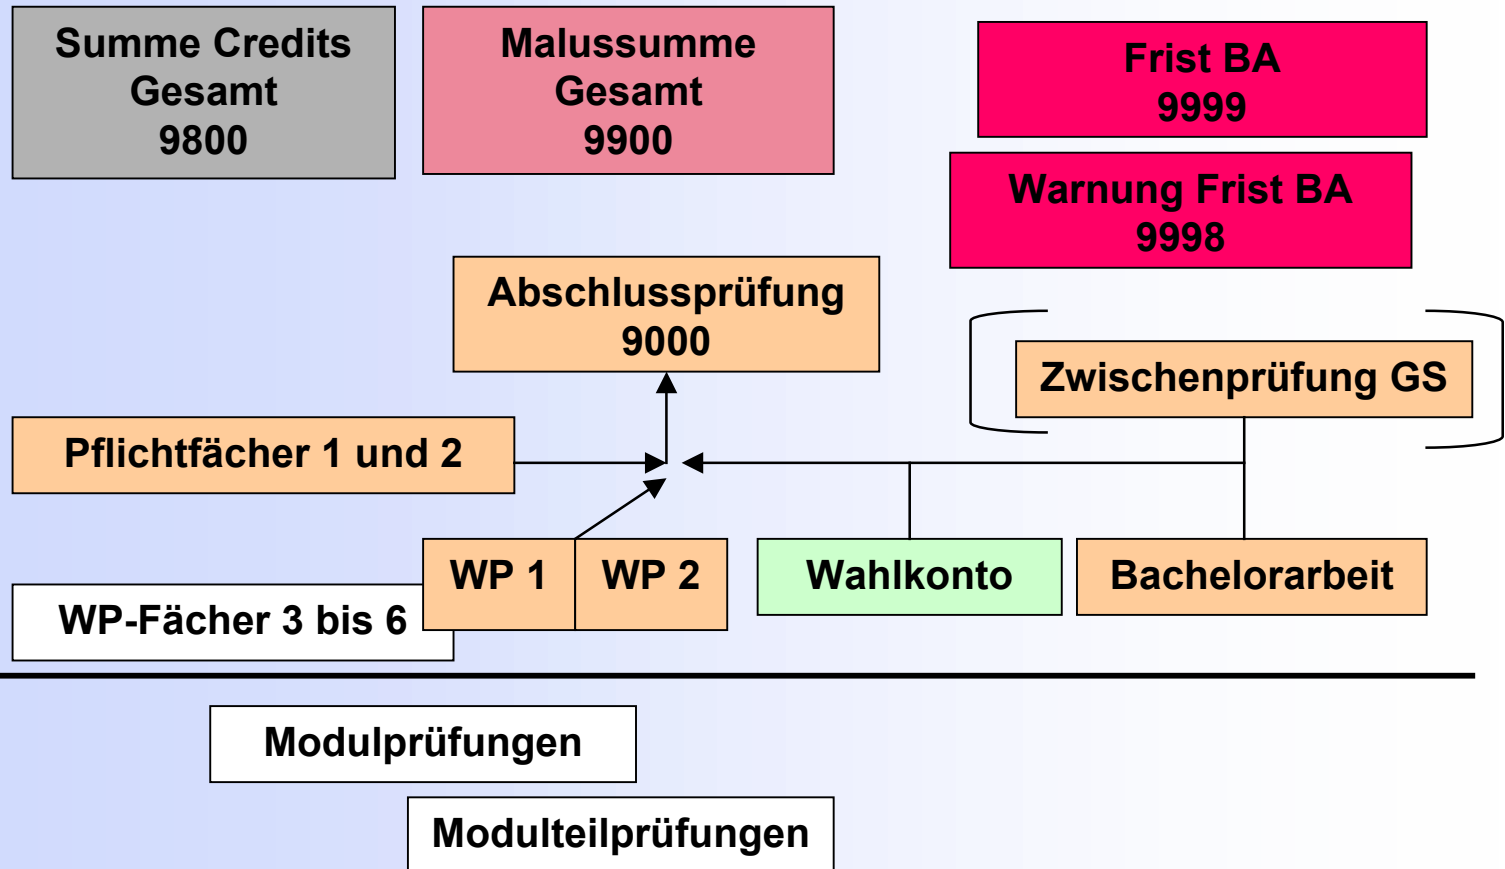 Summe Credits
Gesamt
9800
Malussumme
Gesamt
9900
Frist BA
9999
Warnung Frist BA
9998
Abschlussprüfung
9000
Zwischenprüfung GS
Pflichtfächer 1 und 2
WP 1
WP 2
Wahlkonto
Bachelorarbeit
WP-Fächer 3 bis 6
Modulprüfungen
Modulteilprüfungen